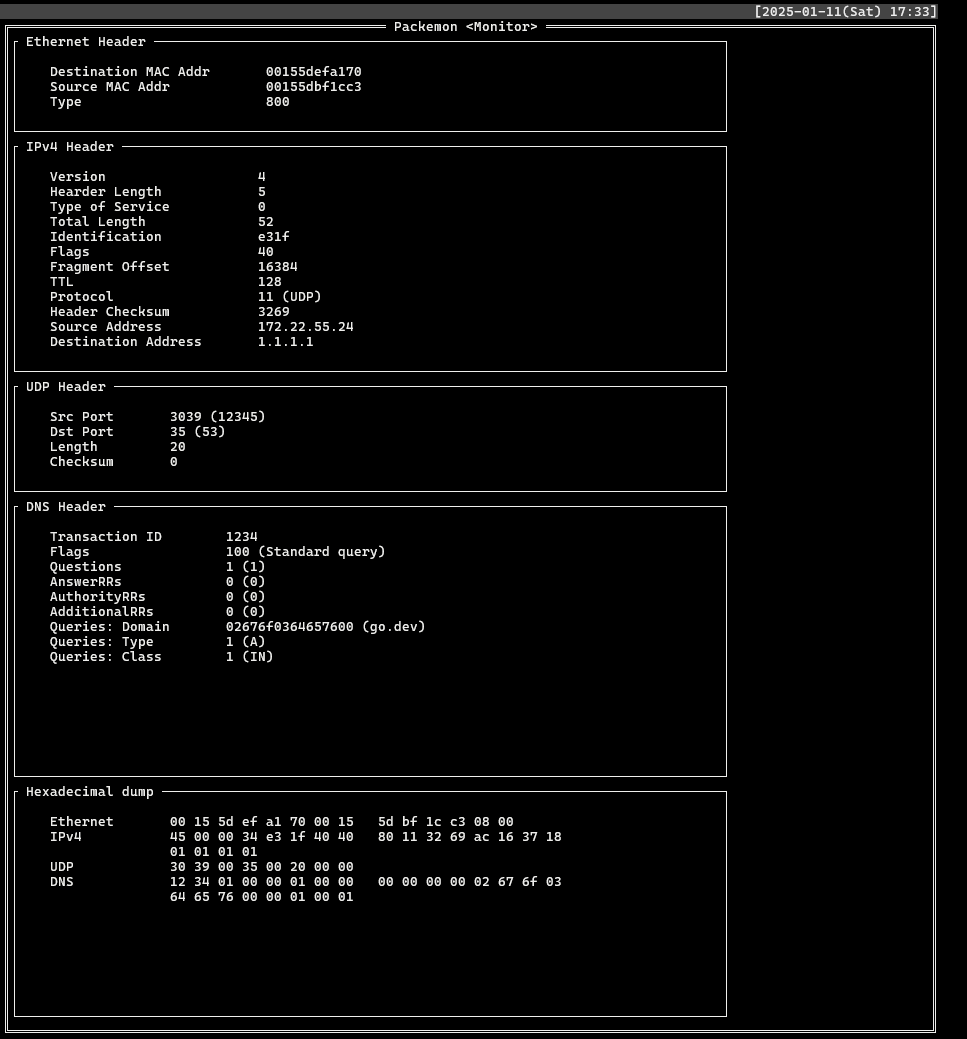 [2025-01-11(Sat) 17:33]
Packemon <Monitor>
Ethernet Header
Destination MAC Addr 00155defa170
Source MAC Addr 00155dbf1cc3
Type 800
IPv4 Header
Version 4
Hearder Length 5
Type of Service 0
Total Length 52
Identification e31f
Flags 40
Fragment Offset 16384
TTL 128
Protocol 11 (UDP)
Header Checksum 3269
Source Address 172.22.55.24
Destination Address 1.1.1.1
UDP Header
Src Port 3039 (12345)
Dst Port 35 (53)
Length 20
Checksum 0
DNS Header
Transaction ID 1234
Flags 100 (Standard query)
Questions 1 (1)
AnswerRRs 0 (0)
AuthorityRRs 0 (0)
AdditionalRRs 0 (0)
Queries: Domain 02676f0364657600 (go.dev)
Queries: Type 1 (A)
Queries: Class 1 (IN)
Hexadecimal dump
Ethernet 00 15 5d ef a1 70 00 15 5d bf 1c c3 08 00
IPv4 45 00 00 34 e3 1f 40 40 80 11 32 69 ac 16 37 18
01 01 01 01
UDP 30 39 00 35 00 20 00 00
DNS 12 34 01 00 00 01 00 00 00 00 00 00 02 67 6f 03
64 65 76 00 00 01 00 01